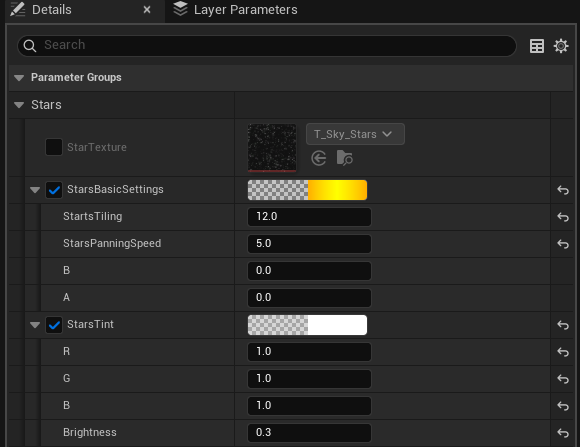 Details
Layer Parameters
Search
Parameter Groups
Stars
StarTexture
T_Sky_Stars
StarsBasicSettings
StartsTiling 12.0
StarsPanningSpeed 5.0
B 0.0
A 0.0
StarsTint
R 1.0
G 1.0
B 1.0
Brightness 0.3